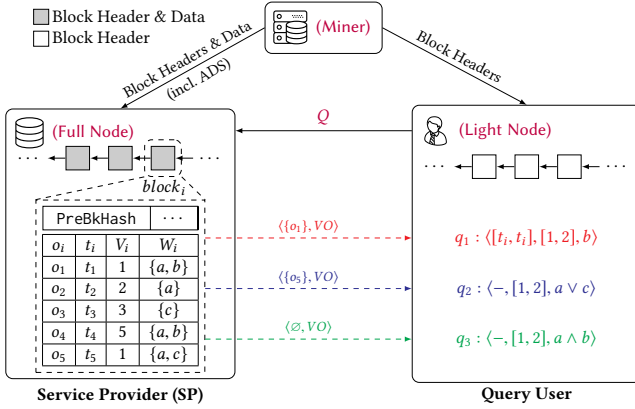 Block Header & Data
Block Header
(Miner)
Block Headers & Data
(incl. ADS)
Block Headers
(Full Node)
Q
(Light Node)
··· ···
··· ···
block_i
PreBkHash ···
o_i t_i V_i W_i
o_1 t_1 1 {a, b}
o_2 t_2 2 {a}
o_3 t_3 3 {c}
o_4 t_4 5 {a, b}
o_5 t_5 1 {a, c}
⟨{o_1}, VO⟩
q_1 : ⟨[t_i, t_i], [1, 2], b⟩
⟨{o_5}, VO⟩
q_2 : ⟨−, [1, 2], a ∨ c⟩
⟨∅, VO⟩
q_3 : ⟨−, [1, 2], a ∧ b⟩
Service Provider (SP)
Query User